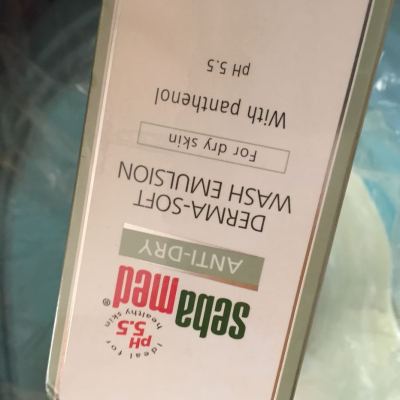 sebamed®
ideal for
pH
5.5
healthy skin
ANTI-DRY
DERMA-SOFT
WASH EMULSION
For dry skin
With panthenol
pH 5.5